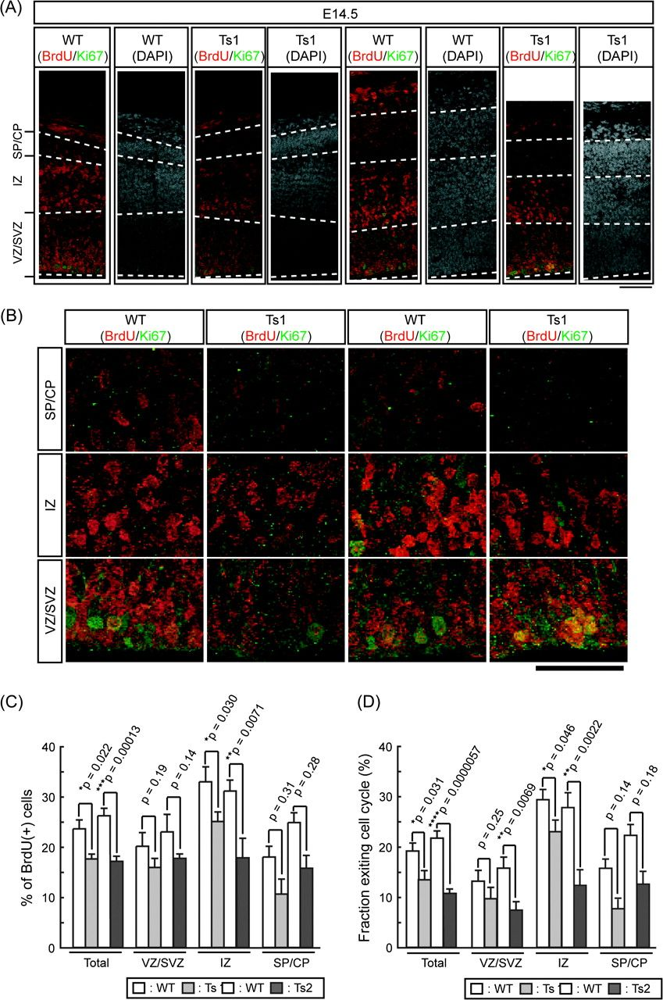 (A)
E14.5
WT (BrdU/Ki67)
WT (DAPI)
Ts1 (BrdU/Ki67)
Ts1 (DAPI)
WT (BrdU/Ki67)
WT (DAPI)
Ts1 (BrdU/Ki67)
Ts1 (DAPI)
SP/CP
IZ
VZ/SVZ
(B)
WT (BrdU/Ki67)
Ts1 (BrdU/Ki67)
WT (BrdU/Ki67)
Ts1 (BrdU/Ki67)
SP/CP
IZ
VZ/SVZ
(C)
% of BrdU(+) cells
40
30
20
10
0
*p = 0.022
***p = 0.00013
p = 0.19
p = 0.14
*p = 0.030
**p = 0.0071
p = 0.31
p = 0.28
Total
VZ/SVZ
IZ
SP/CP
: WT
: Ts
: WT
: Ts2
(D)
Fraction exiting cell cycle (%)
40
30
20
10
0
*p = 0.031
****p = 0.0000057
p = 0.25
**p = 0.0069
*p = 0.046
**p = 0.0022
p = 0.14
p = 0.18
Total
VZ/SVZ
IZ
SP/CP
: WT
: Ts
: WT
: Ts2